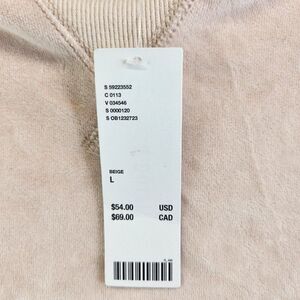 S 59223552
C 0113
V 034546
S 0000120
S OB1232723
BEIGE
L
$54.00 USD
$69.00 CAD